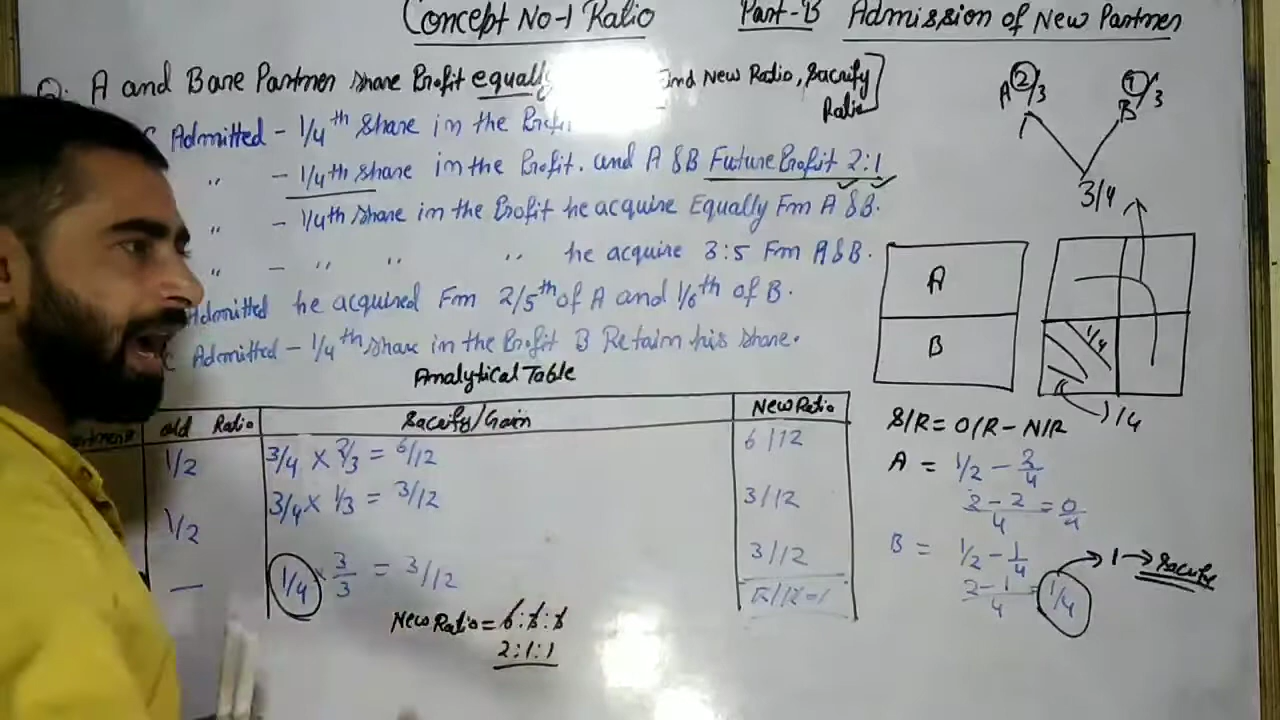 Concept No-1 Ratio Part-B Admission of New Partner
Q. A and B are Partner share Profit equally Find New Ratio, Sacrify Ratio]
C Admitted - 1/4th Share in the Profit
" - 1/4th share in the Profit. and A & B Future Profit 2:1
" - 1/4th share in the Profit he acquire Equally Fm A & B.
" - " " " he acquire 3:5 Fm A & B.
Admitted he acquired Fm 2/5th of A and 1/6th of B.
C Admitted - 1/4th share in the Profit B Retain his share.
Analytical Table
Partners old Ratio Sacrify/Gain New Ratio
1/2 3/4 × 2/3 = 6/12 6/12
1/2 3/4 × 1/3 = 3/12 3/12
— 1/4 × 3/3 = 3/12 3/12
12/12=1
New Ratio = 6:3:3
2:1:1
A 2/3 B 1/3
3/4
A
B
1/4
1/4
S/R = O/R - N/R
A = 1/2 - 2/4
2-2/4 = 0/4
B = 1/2 - 1/4
2-1/4 = 1/4 → 1 → Sacrify